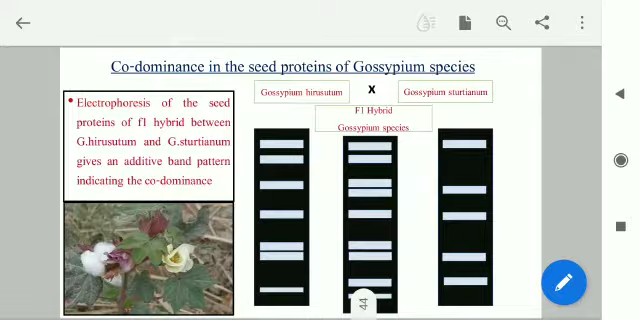 Co-dominance in the seed proteins of Gossypium species
Gossypium hirusutum
x
Gossypium sturtianum
F1 Hybrid
Gossypium species
• Electrophoresis of the seed
proteins of f1 hybrid between
G.hirusutum and G.sturtianum
gives an additive band pattern
indicating the co-dominance
44